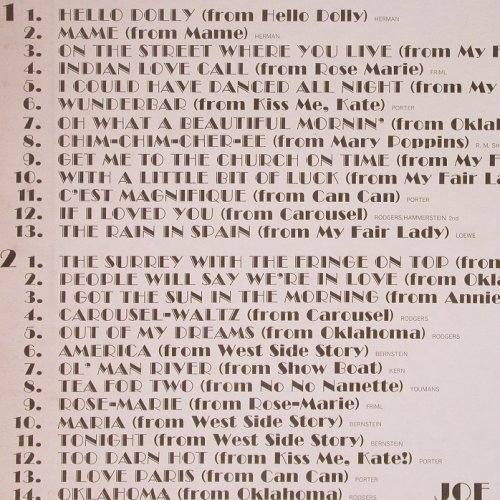 1 1. HELLO DOLLY (from Hello Dolly) HERMAN
2. MAME (from Mame) HERMAN
3. ON THE STREET WHERE YOU LIVE (from My F
4. INDIAN LOVE CALL (from Rose Marie) FRIML
5. I COULD HAVE DANCED ALL NIGHT (from My
6. WUNDERBAR (from Kiss Me, Kate) PORTER
7. OH WHAT A BEAUTIFUL MORNIN' (from Oklah
8. CHIM-CHIM-CHER-EE (from Mary Poppins) R. M. SH
9. GET ME TO THE CHURCH ON TIME (from My F
10. WITH A LITTLE BIT OF LUCK (from My Fair La
11. C'EST MAGNIFIQUE (from Can Can) PORTER
12. IF I LOVED YOU (from Carousel) RODGERS/HAMMERSTEIN 2nd
13. THE RAIN IN SPAIN (from My Fair Lady) LOEWE
2 1. THE SURREY WITH THE FRINGE ON TOP (from
2. PEOPLE WILL SAY WE'RE IN LOVE (from Okla
3. I GOT THE SUN IN THE MORNING (from Annie
4. CAROUSEL-WALTZ (from Carousel) RODGERS
5. OUT OF MY DREAMS (from Oklahoma) RODGERS
6. AMERICA (from West Side Story) BERNSTEIN
7. OL' MAN RIVER (from Show Boat) KERN
8. TEA FOR TWO (from No No Nanette) YOUMANS
9. ROSE-MARIE (from Rose-Marie) FRIML
10. MARIA (from West Side Story) BERNSTEIN
11. TONIGHT (from West Side Story) BERNSTEIN
12. TOO DARN HOT (from Kiss Me, Kate!) PORTER
13. I LOVE PARIS (from Can Can) PORTER
14. OKLAHOMA (from Oklahoma) RODGERS JOE